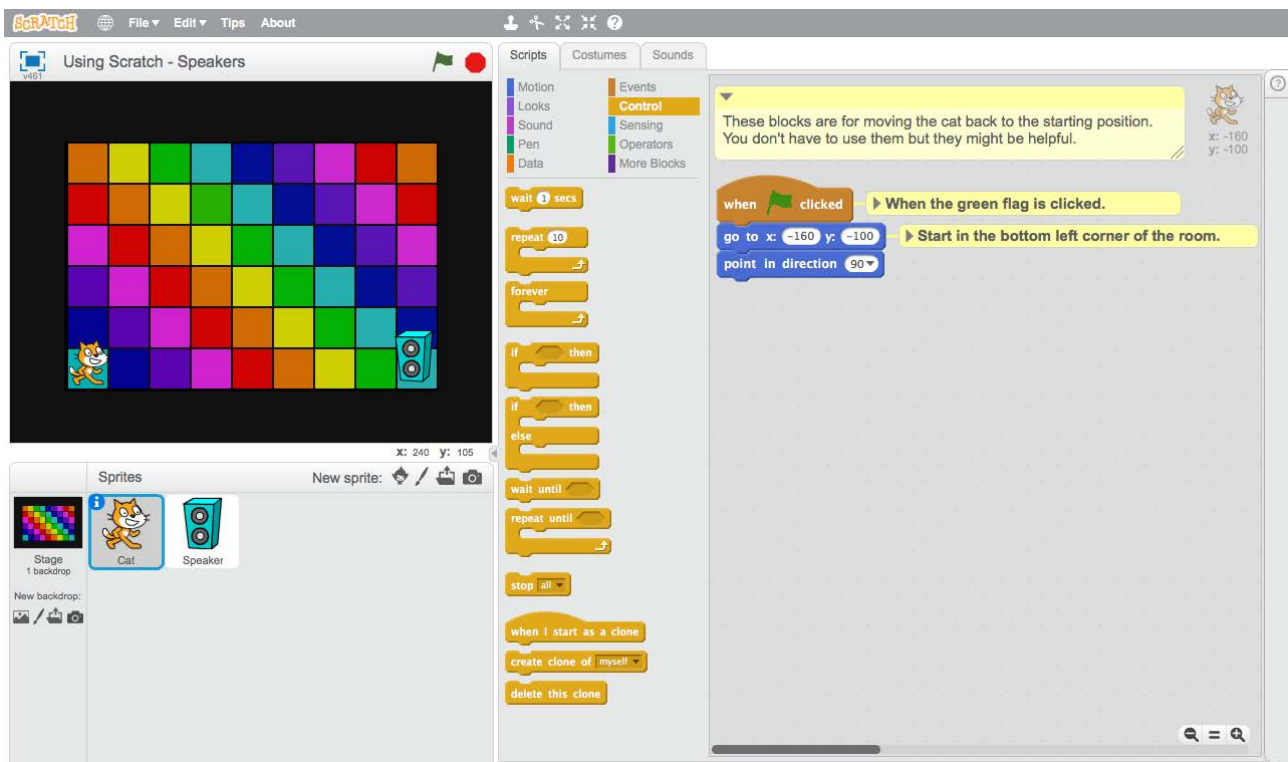 SCRATCH File Edit Tips About
Using Scratch - Speakers
v461
X: 240 y: 105
Sprites New sprite:
Stage
1 backdrop
New backdrop:
Cat
Speaker
Scripts Costumes Sounds
Motion Events
Looks Control
Sound Sensing
Pen Operators
Data More Blocks
wait 1 secs
repeat 10
forever
if then
if then
else
wait until
repeat until
stop all
when I start as a clone
create clone of myself
delete this clone
These blocks are for moving the cat back to the starting position.
You don't have to use them but they might be helpful.
x: -160
y: -100
when clicked When the green flag is clicked.
go to x: -160 y: -100 Start in the bottom left corner of the room.
point in direction 90